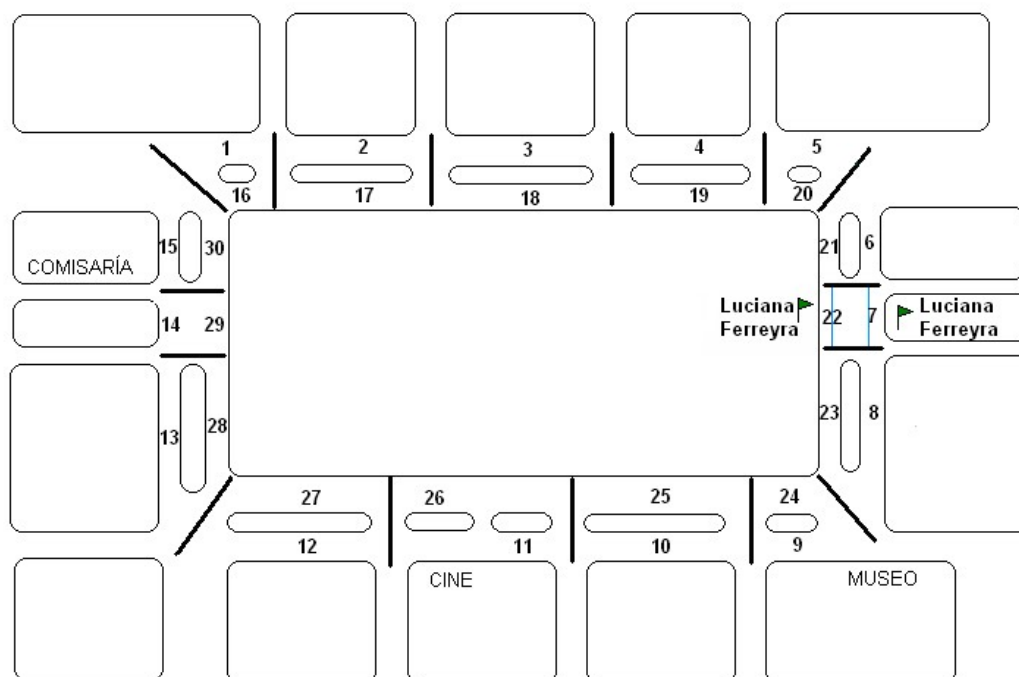 1 2 3 4 5
16 17 18 19 20
15 30 21 6
COMISARÍA
Luciana
Ferreyra
14 29 22 7
Luciana
Ferreyra
13 28 23 8
27 26 25 24
12 11 10 9
CINE MUSEO